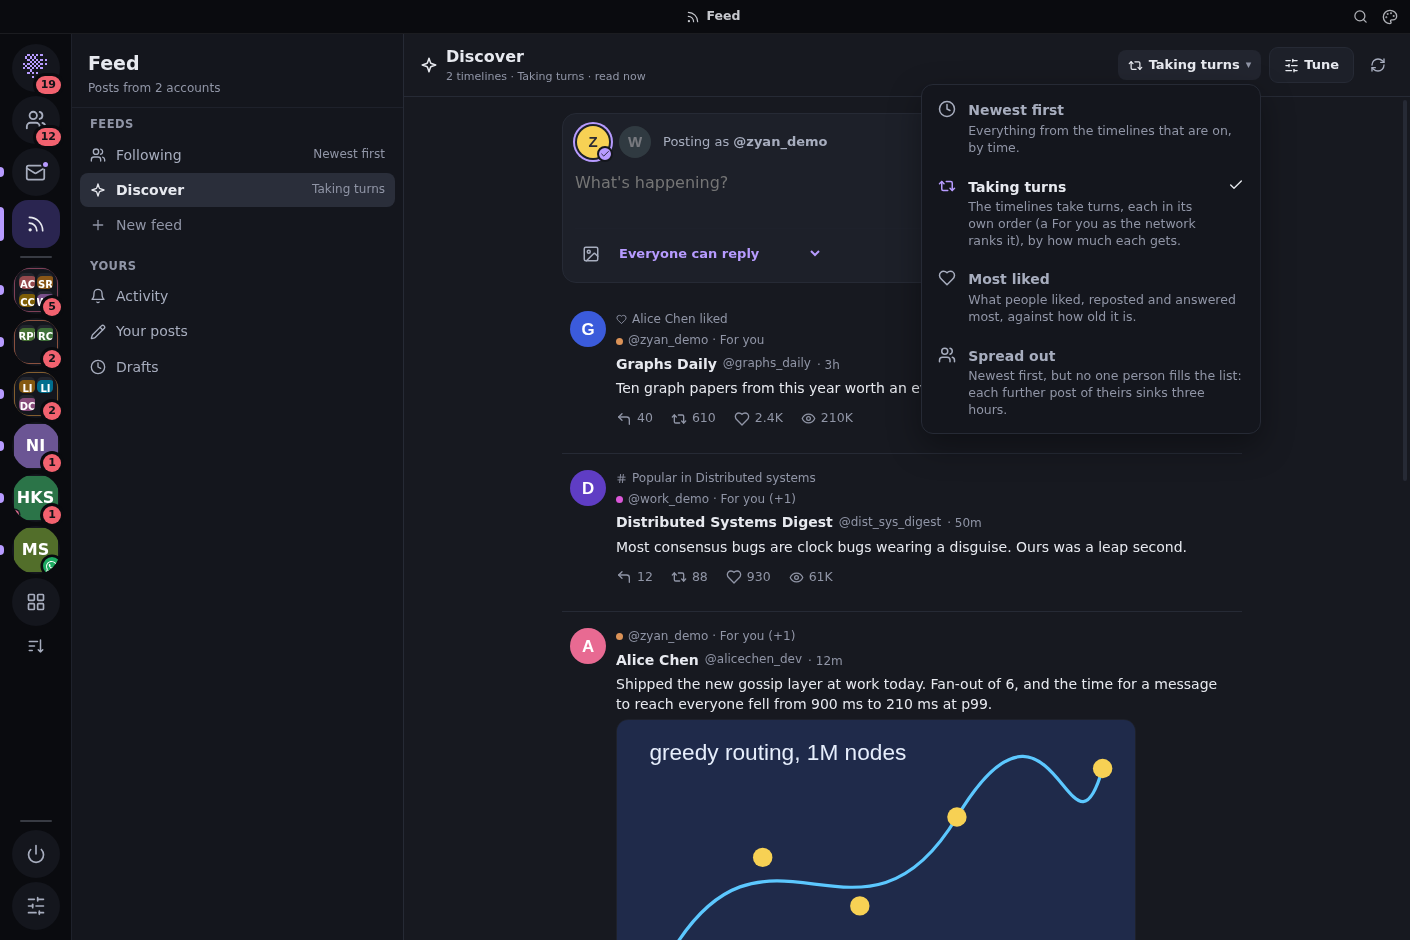 Feed
19
12
AC SR
CC
5
RP RC
2
LI LI
DC
2
NI
1
HKS
1
MS
Feed
Posts from 2 accounts
FEEDS
Following Newest first
Discover Taking turns
New feed
YOURS
Activity
Your posts
Drafts
Discover
2 timelines · Taking turns · read now
Taking turns
Tune
Newest first
Everything from the timelines that are on,
by time.
Taking turns
The timelines take turns, each in its
own order (a For you as the network
ranks it), by how much each gets.
Most liked
What people liked, reposted and answered
most, against how old it is.
Spread out
Newest first, but no one person fills the list:
each further post of theirs sinks three
hours.
Z
W
Posting as @zyan_demo
What's happening?
Everyone can reply
G
Alice Chen liked
@zyan_demo · For you
Graphs Daily @graphs_daily · 3h
Ten graph papers from this year worth an
40 610 2.4K 210K
D
Popular in Distributed systems
@work_demo · For you (+1)
Distributed Systems Digest @dist_sys_digest · 50m
Most consensus bugs are clock bugs wearing a disguise. Ours was a leap second.
12 88 930 61K
A
@zyan_demo · For you (+1)
Alice Chen @alicechen_dev · 12m
Shipped the new gossip layer at work today. Fan-out of 6, and the time for a message
to reach everyone fell from 900 ms to 210 ms at p99.
greedy routing, 1M nodes